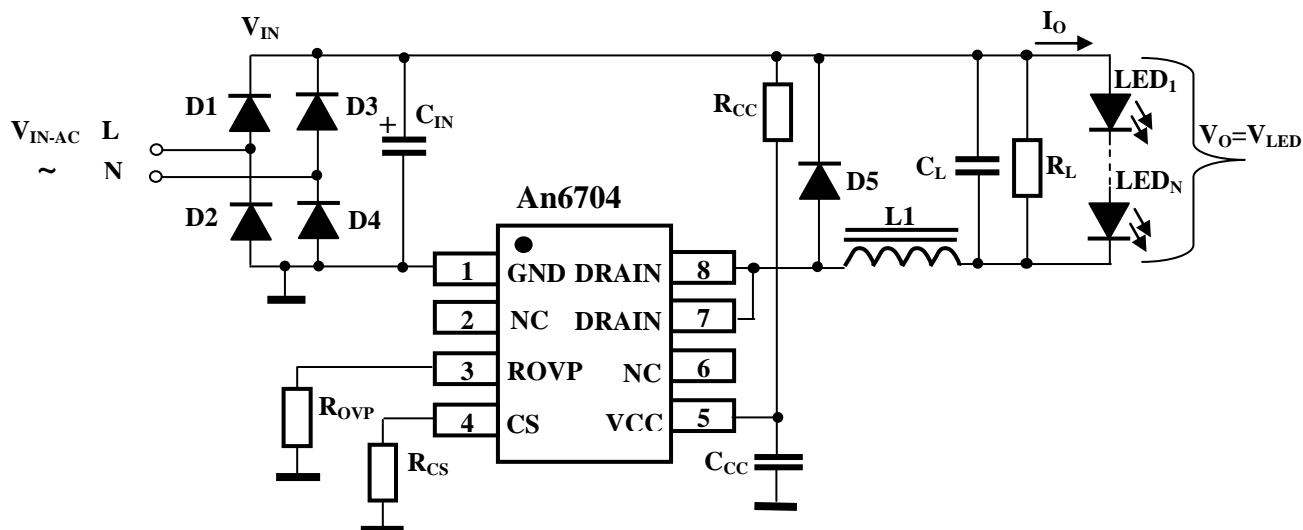 V_IN
I_O
D1
D3
C_IN
+
R_CC
LED_1
V_IN-AC L
~ N
V_O=V_LED
D5
C_L
R_L
LED_N
D2
D4
An6704
L1
1 GND DRAIN 8
2 NC DRAIN 7
3 ROVP NC 6
4 CS VCC 5
R_OVP
R_CS
C_CC